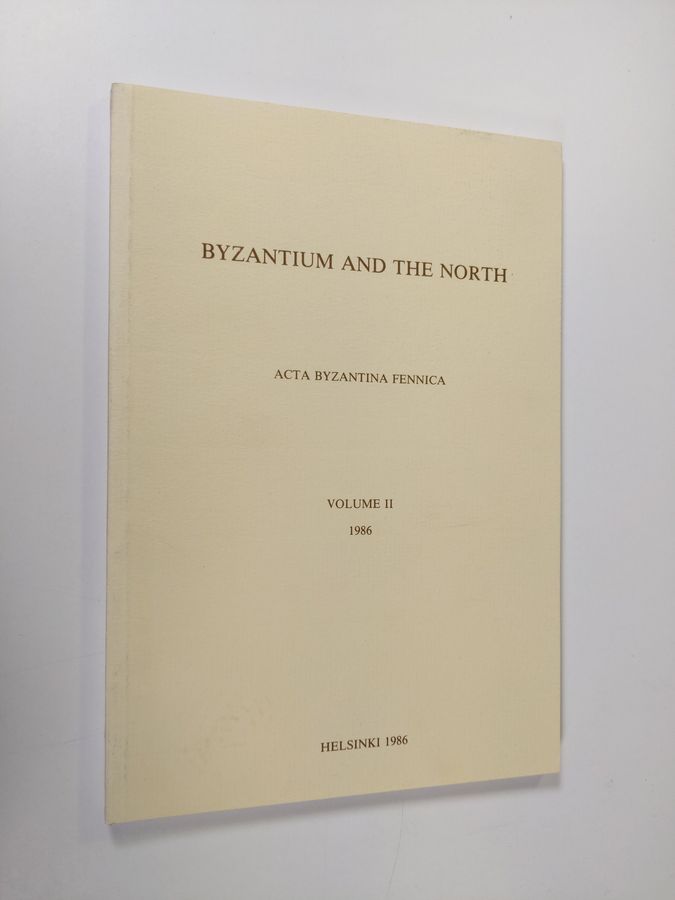 BYZANTIUM AND THE NORTH
ACTA BYZANTINA FENNICA
VOLUME II
1986
HELSINKI 1986